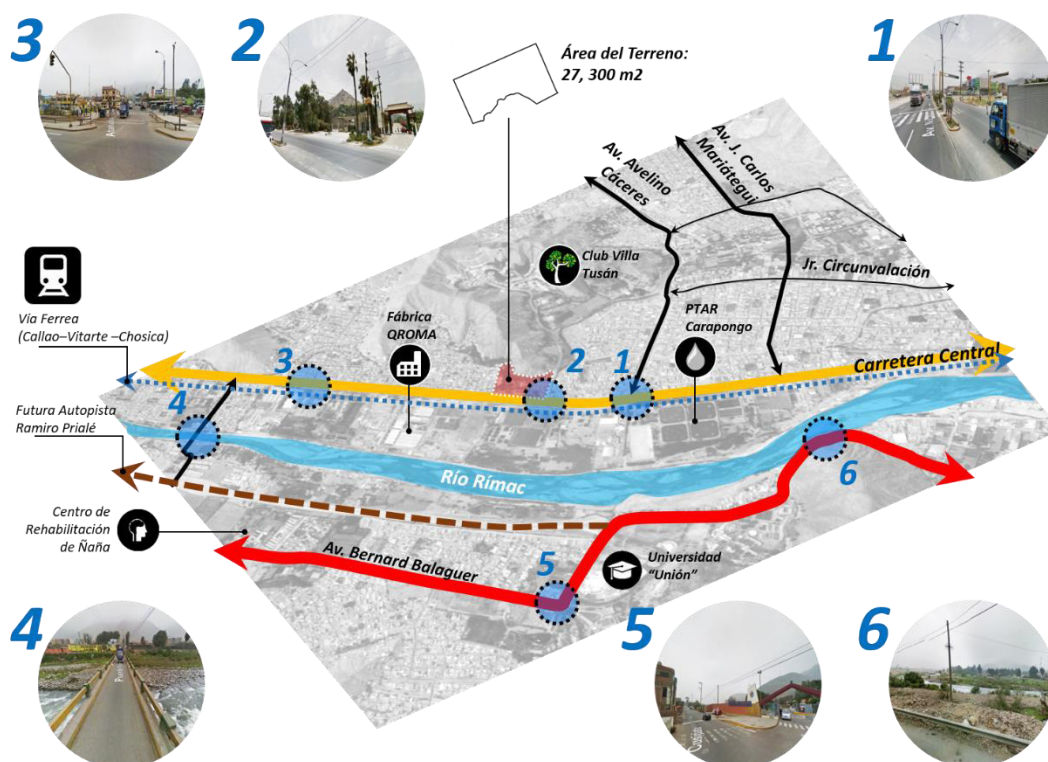 3
2
1
Área del Terreno:
27, 300 m2
Av. J. Carlos
Mariátegui
Av. Avelino
Cáceres
Club Villa
Tusán
Jr. Circunvalación
Vía Ferrea
(Callao–Vitarte –Chosica)
Fábrica
QROMA
PTAR
Carapongo
3
2
1
Carretera Central
4
Futura Autopista
Ramiro Prialé
Río Rímac
6
Centro de
Rehabilitación
de Ñaña
Av. Bernard Balaguer
5
Universidad
"Unión"
4
5
6